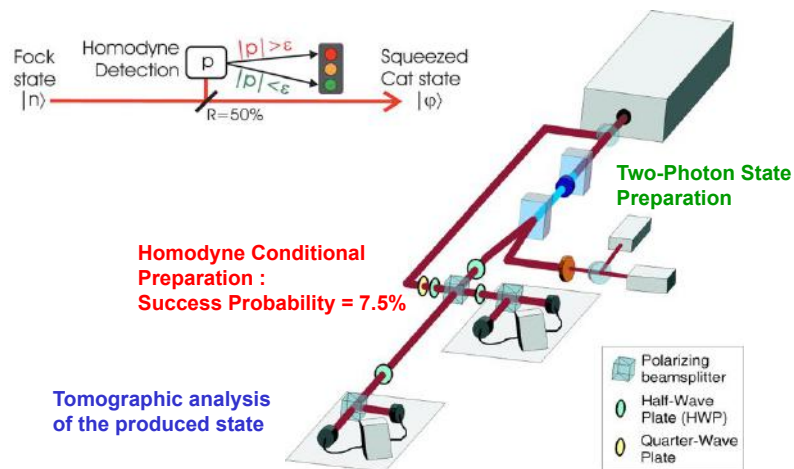 Fock
state
|n⟩
Homodyne
Detection
p
|p|>ε
|p|<ε
R=50%
Squeezed
Cat state
|φ⟩
Two-Photon State
Preparation
Homodyne Conditional
Preparation :
Success Probability = 7.5%
Tomographic analysis
of the produced state
Polarizing
beamsplitter
Half-Wave
Plate (HWP)
Quarter-Wave
Plate